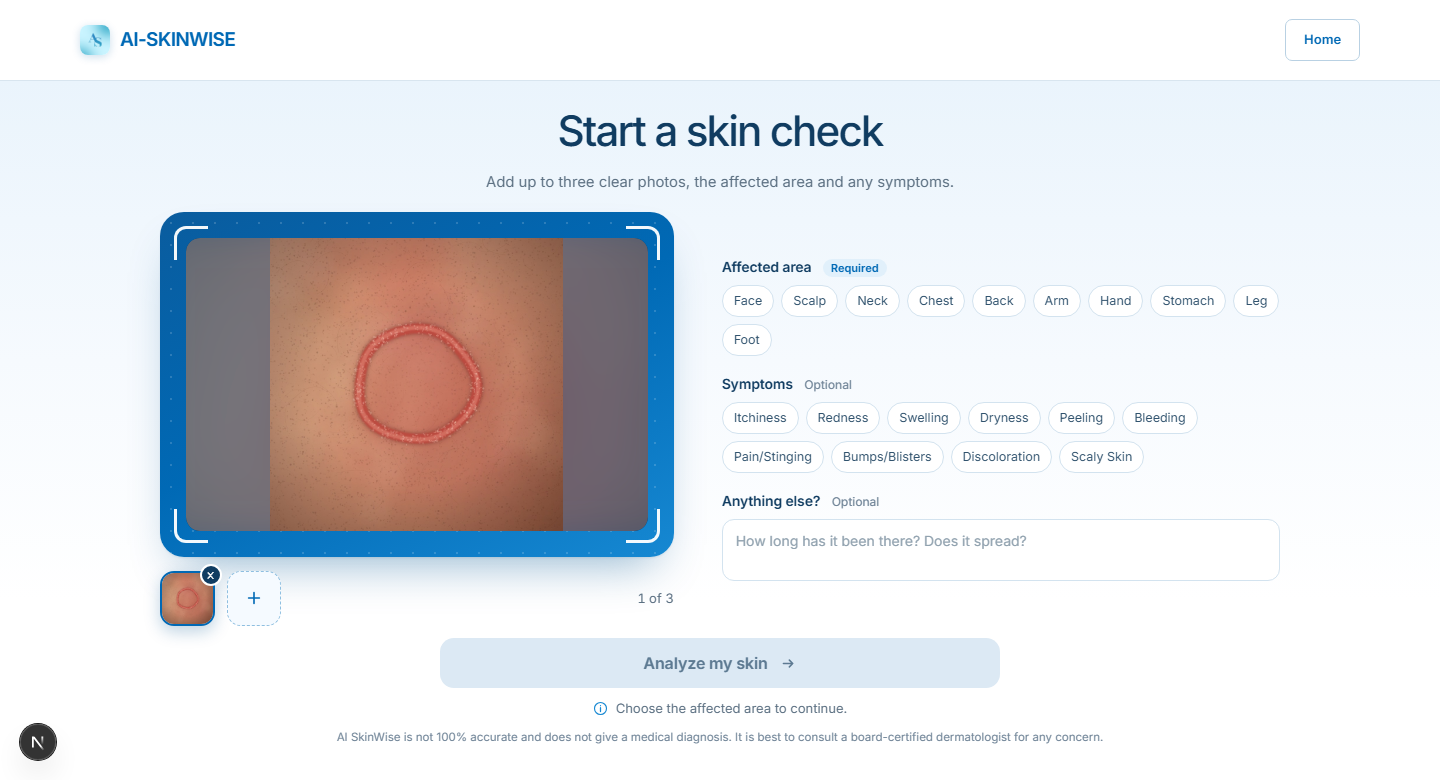 AI-SKINWISE
Home
Start a skin check
Add up to three clear photos, the affected area and any symptoms.
Affected area Required
Face Scalp Neck Chest Back Arm Hand Stomach Leg
Foot
Symptoms Optional
Itchiness Redness Swelling Dryness Peeling Bleeding
Pain/Stinging Bumps/Blisters Discoloration Scaly Skin
Anything else? Optional
How long has it been there? Does it spread?
1 of 3
Analyze my skin →
Choose the affected area to continue.
AI SkinWise is not 100% accurate and does not give a medical diagnosis. It is best to consult a board-certified dermatologist for any concern.
N